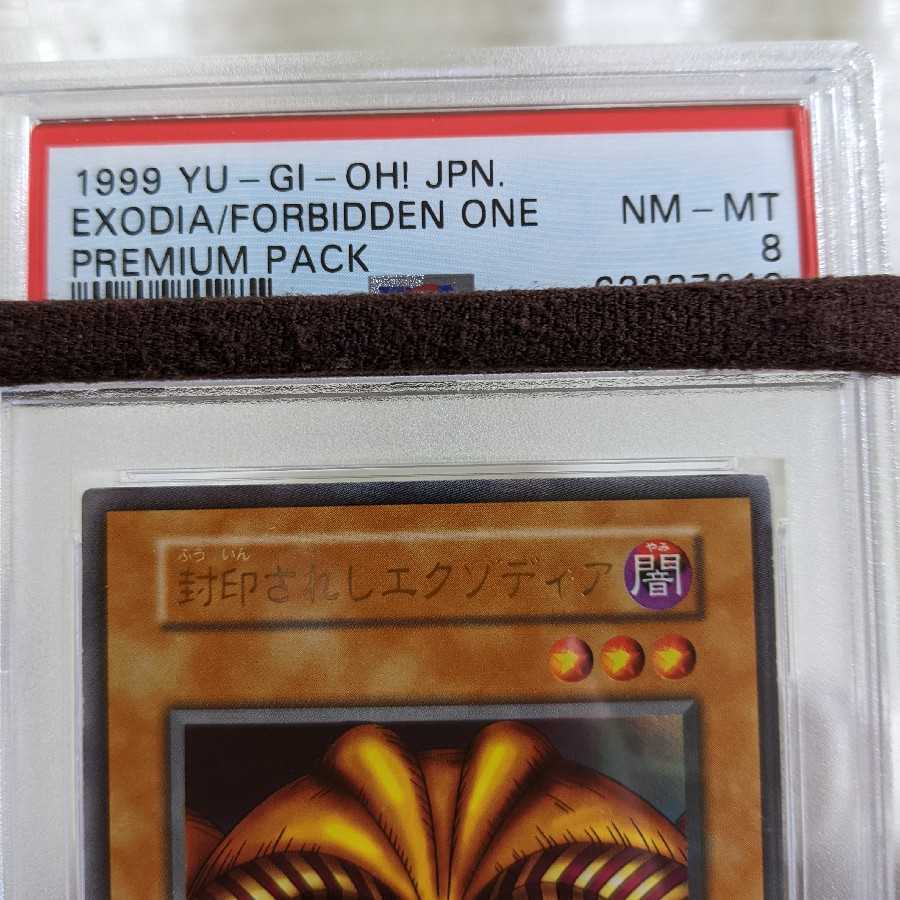 1999 YU-GI-OH! JPN.
EXODIA/FORBIDDEN ONE
NM-MT
PREMIUM PACK
8
ふう いん
封印されしエクゾディア
やみ
闇